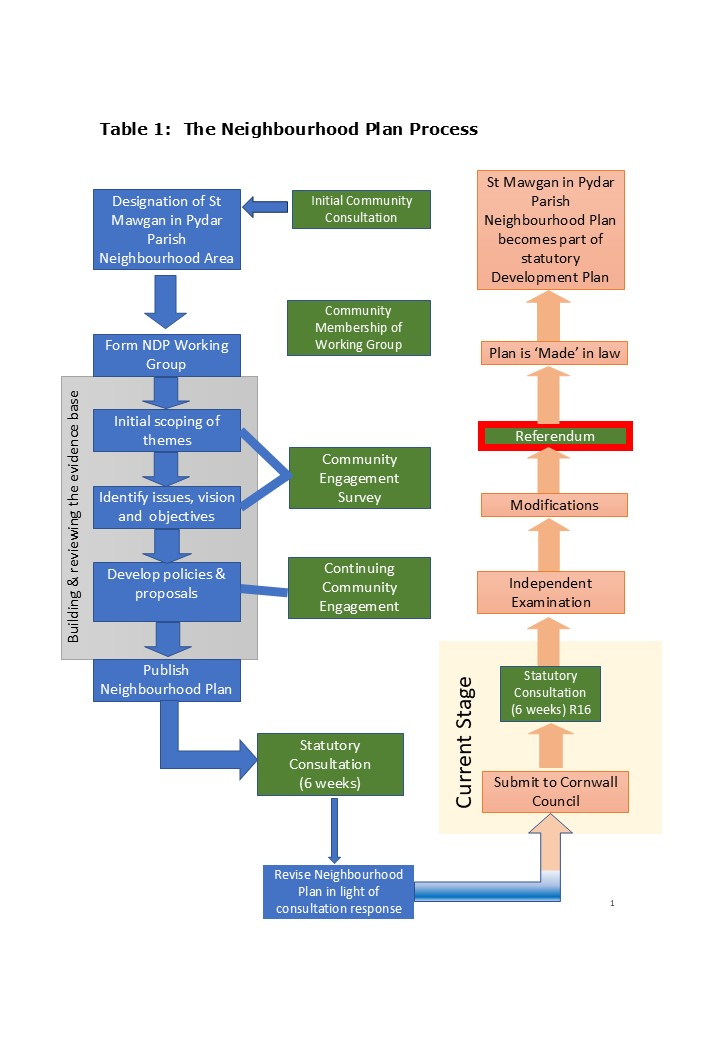 Table 1:  The Neighbourhood Plan Process
Designation of St
Mawgan in Pydar
Parish
Neighbourhood Area
Initial Community
Consultation
Community
Membership of
Working Group
Form NDP Working
Group
Building & reviewing the evidence base
Initial scoping of
themes
Identify issues, vision
and  objectives
Community
Engagement
Survey
Develop policies &
proposals
Continuing
Community
Engagement
Publish
Neighbourhood Plan
Statutory
Consultation
(6 weeks)
Revise Neighbourhood
Plan in light of
consultation response
Current Stage
Submit to Cornwall
Council
Statutory
Consultation
(6 weeks) R16
Independent
Examination
Modifications
Referendum
Plan is ‘Made’ in law
St Mawgan in Pydar
Parish
Neighbourhood Plan
becomes part of
statutory
Development Plan
1